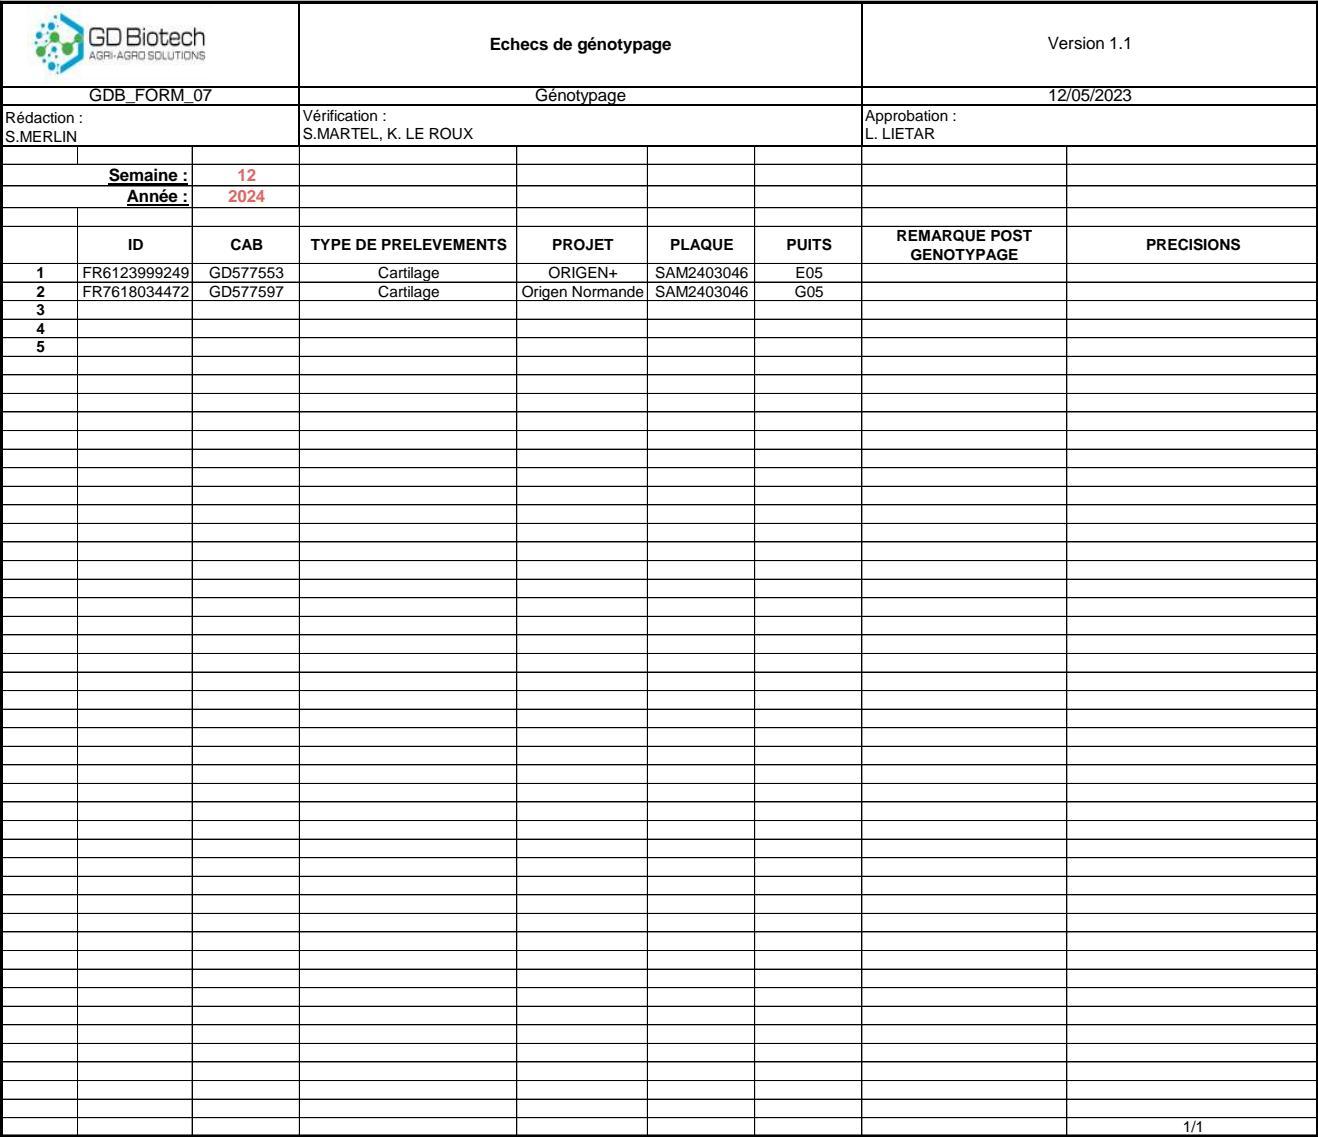 GD Biotech
AGRI-AGRO SOLUTIONS
Echecs de génotypage
Version 1.1
GDB_FORM_07
Génotypage
12/05/2023
Rédaction :
S.MERLIN
Vérification :
S.MARTEL, K. LE ROUX
Approbation :
L. LIETAR
Semaine : 12
Année : 2024
ID CAB TYPE DE PRELEVEMENTS PROJET PLAQUE PUITS REMARQUE POST GENOTYPAGE PRECISIONS
1 FR6123999249 GD577553 Cartilage ORIGEN+ SAM2403046 E05
2 FR7618034472 GD577597 Cartilage Origen Normande SAM2403046 G05
3
4
5
1/1